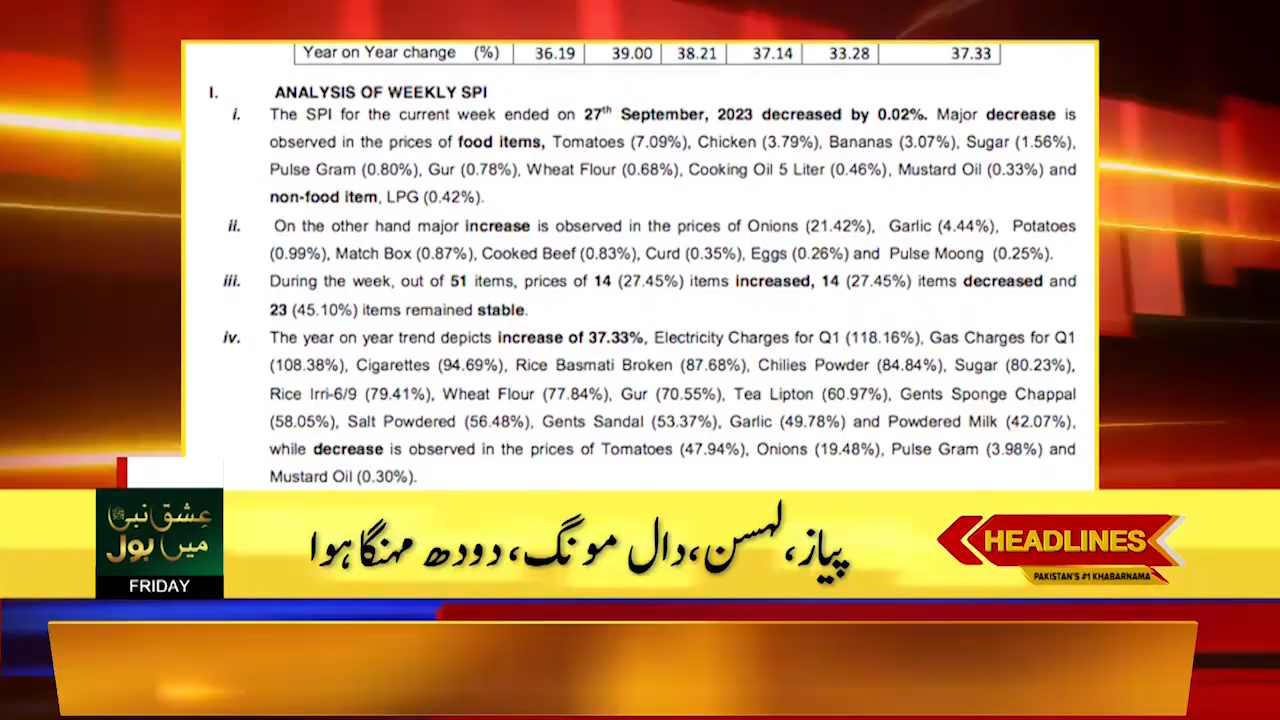 Year on Year change (%) 36.19 39.00 38.21 37.14 33.28 37.33
I. ANALYSIS OF WEEKLY SPI
i. The SPI for the current week ended on 27th September, 2023 decreased by 0.02%. Major decrease is
observed in the prices of food items, Tomatoes (7.09%), Chicken (3.79%), Bananas (3.07%), Sugar (1.56%),
Pulse Gram (0.80%), Gur (0.78%), Wheat Flour (0.68%), Cooking Oil 5 Liter (0.46%), Mustard Oil (0.33%) and
non-food item, LPG (0.42%).
ii. On the other hand major increase is observed in the prices of Onions (21.42%), Garlic (4.44%), Potatoes
(0.99%), Match Box (0.87%), Cooked Beef (0.83%), Curd (0.35%), Eggs (0.26%) and Pulse Moong (0.25%).
iii. During the week, out of 51 items, prices of 14 (27.45%) items increased, 14 (27.45%) items decreased and
23 (45.10%) items remained stable.
iv. The year on year trend depicts increase of 37.33%, Electricity Charges for Q1 (118.16%), Gas Charges for Q1
(108.38%), Cigarettes (94.69%), Rice Basmati Broken (87.68%), Chilies Powder (84.84%), Sugar (80.23%),
Rice Irri-6/9 (79.41%), Wheat Flour (77.84%), Gur (70.55%), Tea Lipton (60.97%), Gents Sponge Chappal
(58.05%), Salt Powdered (56.48%), Gents Sandal (53.37%), Garlic (49.78%) and Powdered Milk (42.07%),
while decrease is observed in the prices of Tomatoes (47.94%), Onions (19.48%), Pulse Gram (3.98%) and
Mustard Oil (0.30%).
عشق نبی ﷺ
میں بول
FRIDAY
پیاز، لہسن، دال مونگ، دودھ مہنگا ہوا
HEADLINES
PAKISTAN'S #1 KHABARNAMA